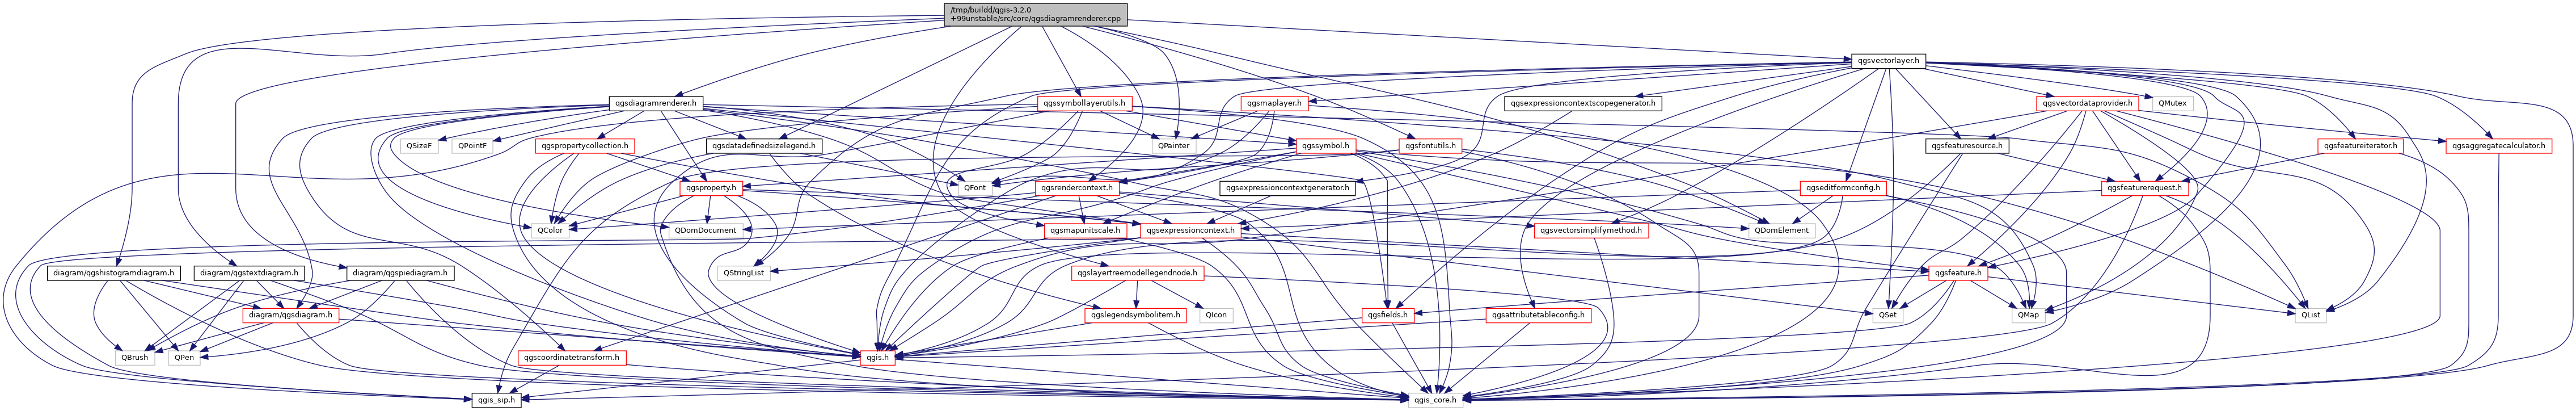 /tmp/buildd/qgis-3.2.0
+99unstable/src/core/qgsdiagramrenderer.cpp
qgsvectorlayer.h
qgsdiagramrenderer.h
qgssymbollayerutils.h
qgsmaplayer.h
qgsexpressioncontextscopegenerator.h
qgsvectordataprovider.h
QMutex
QSizeF
QPointF
qgspropertycollection.h
qgsdatadefinedsizelegend.h
QPainter
qgssymbol.h
qgsfontutils.h
qgsfeaturesource.h
qgsfeatureiterator.h
qgsaggregatecalculator.h
qgsproperty.h
QFont
qgsrendercontext.h
qgsexpressioncontextgenerator.h
qgseditformconfig.h
qgsfeaturerequest.h
QColor
QDomDocument
qgsmapunitscale.h
qgsexpressioncontext.h
qgsvectorsimplifymethod.h
QDomElement
diagram/qgshistogramdiagram.h
diagram/qgstextdiagram.h
diagram/qgspiediagram.h
QStringList
qgslayertreemodellegendnode.h
qgsfeature.h
diagram/qgsdiagram.h
qgslegendsymbolitem.h
QIcon
qgsfields.h
qgsattributetableconfig.h
QSet
QMap
QList
QBrush
QPen
qgscoordinatetransform.h
qgis.h
qgis_sip.h
qgis_core.h